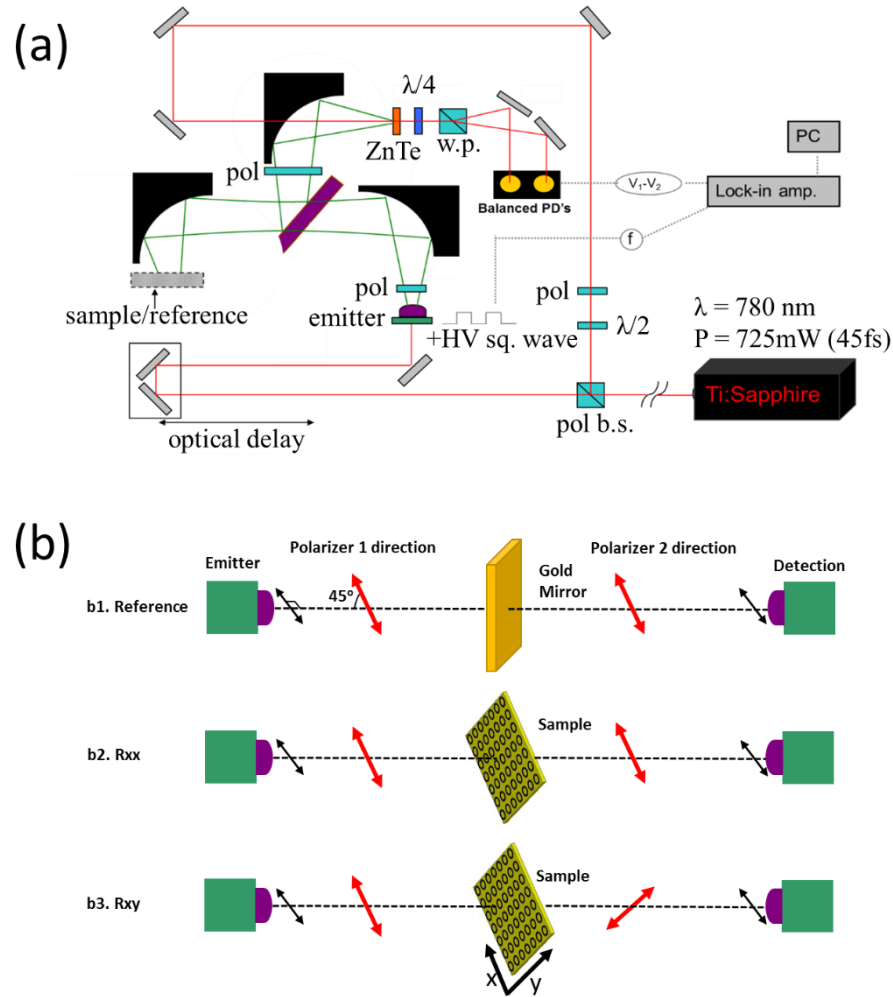 (a)
λ/4
ZnTe
w.p.
pol
PC
V₁-V₂
Lock-in amp.
Balanced PD's
f
pol
emitter
sample/reference
+HV sq. wave
pol
λ/2
λ = 780 nm
P = 725mW (45fs)
Ti:Sapphire
pol b.s.
optical delay
(b)
Emitter
Polarizer 1 direction
Polarizer 2 direction
Detection
Gold
Mirror
b1. Reference
45°
Sample
b2. Rxx
Sample
b3. Rxy
x
y